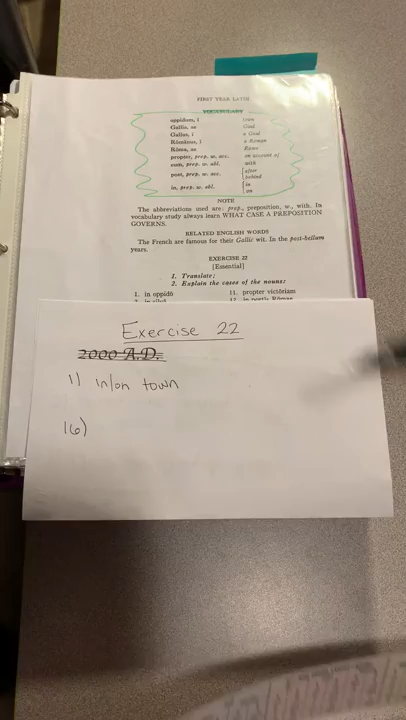 FIRST YEAR LATIN
VOCABULARY
oppidum, ī town
Gallia, ae Gaul
Gallus, ī a Gaul
Rōmānus, ī a Roman
Rōma, ae Rome
propter, prep. w. acc. on account of
cum, prep. w. abl. with
post, prep. w. acc. after
behind
in, prep. w. abl. in
on
NOTE
The abbreviations used are: prep., preposition, w., with. In
vocabulary study always learn WHAT CASE A PREPOSITION
GOVERNS.
RELATED ENGLISH WORDS
The French are famous for their Gallic wit. In the post-bellum
years.
EXERCISE 22
[Essential]
1. Translate:
2. Explain the cases of the nouns:
1. in oppidō 11. propter victōriam
Exercise 22
2000 A.D.
1) in/on town
16)